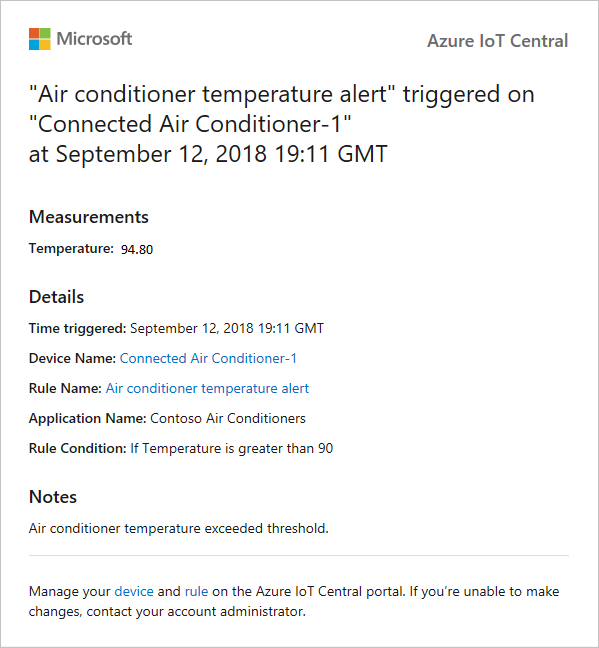 Microsoft
Azure IoT Central
"Air conditioner temperature alert" triggered on
"Connected Air Conditioner-1"
at September 12, 2018 19:11 GMT
Measurements
Temperature: 94.80
Details
Time triggered: September 12, 2018 19:11 GMT
Device Name: Connected Air Conditioner-1
Rule Name: Air conditioner temperature alert
Application Name: Contoso Air Conditioners
Rule Condition: If Temperature is greater than 90
Notes
Air conditioner temperature exceeded threshold.
Manage your device and rule on the Azure IoT Central portal. If you’re unable to make
changes, contact your account administrator.